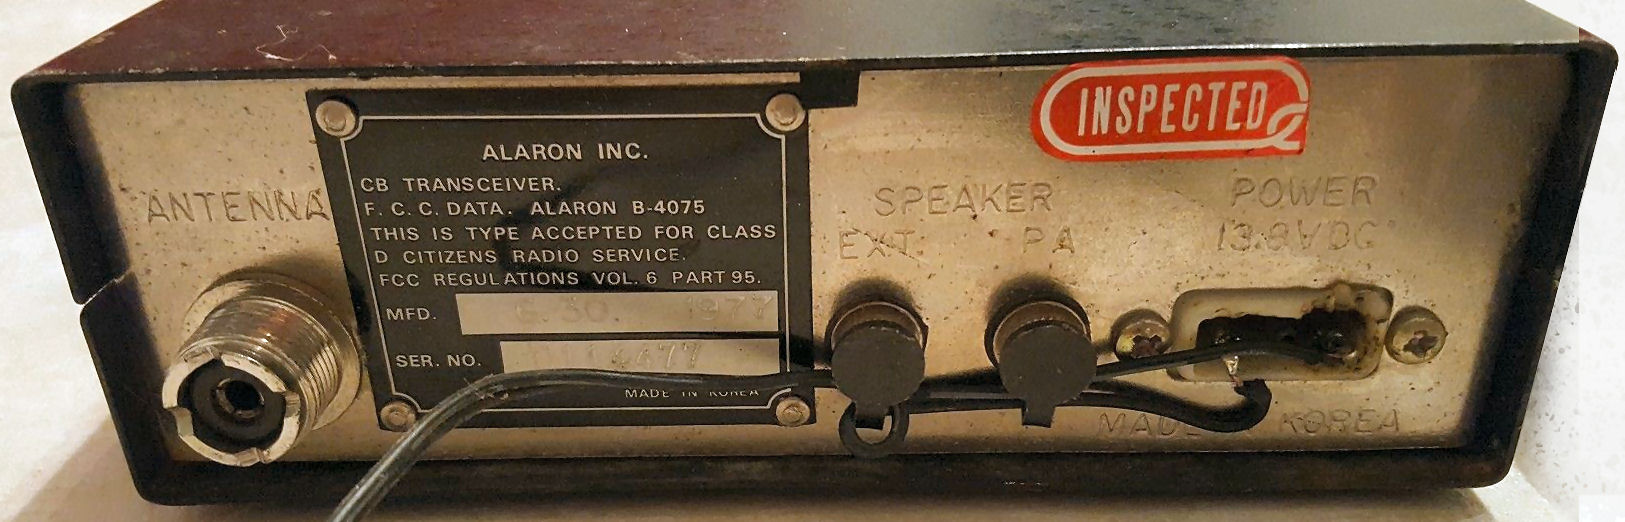 INSPECTED
ANTENNA
ALARON INC.
CB TRANSCEIVER.
F.C.C. DATA. ALARON B-4075
THIS IS TYPE ACCEPTED FOR CLASS
D CITIZENS RADIO SERVICE.
FCC REGULATIONS VOL. 6 PART 95.
MFD. 6.30. 1977
SER. NO.
MADE IN KOREA
SPEAKER
EXT. PA
POWER
13.8VDC
MADE KOREA